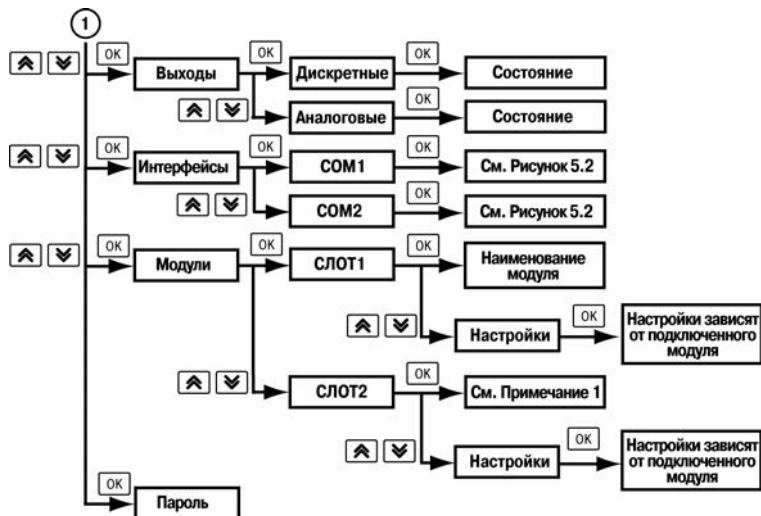 1
OK
OK
OK
Выходы
Дискретные
Состояние
OK
Аналоговые
Состояние
OK
OK
OK
Интерфейсы
COM1
См. Рисунок 5.2
OK
COM2
См. Рисунок 5.2
OK
OK
OK
Модули
СЛОТ1
Наименование
модуля
OK
Настройки
Настройки зависят
от подключенного
модуля
OK
СЛОТ2
См. Примечание 1
OK
Настройки
Настройки зависят
от подключенного
модуля
OK
Пароль